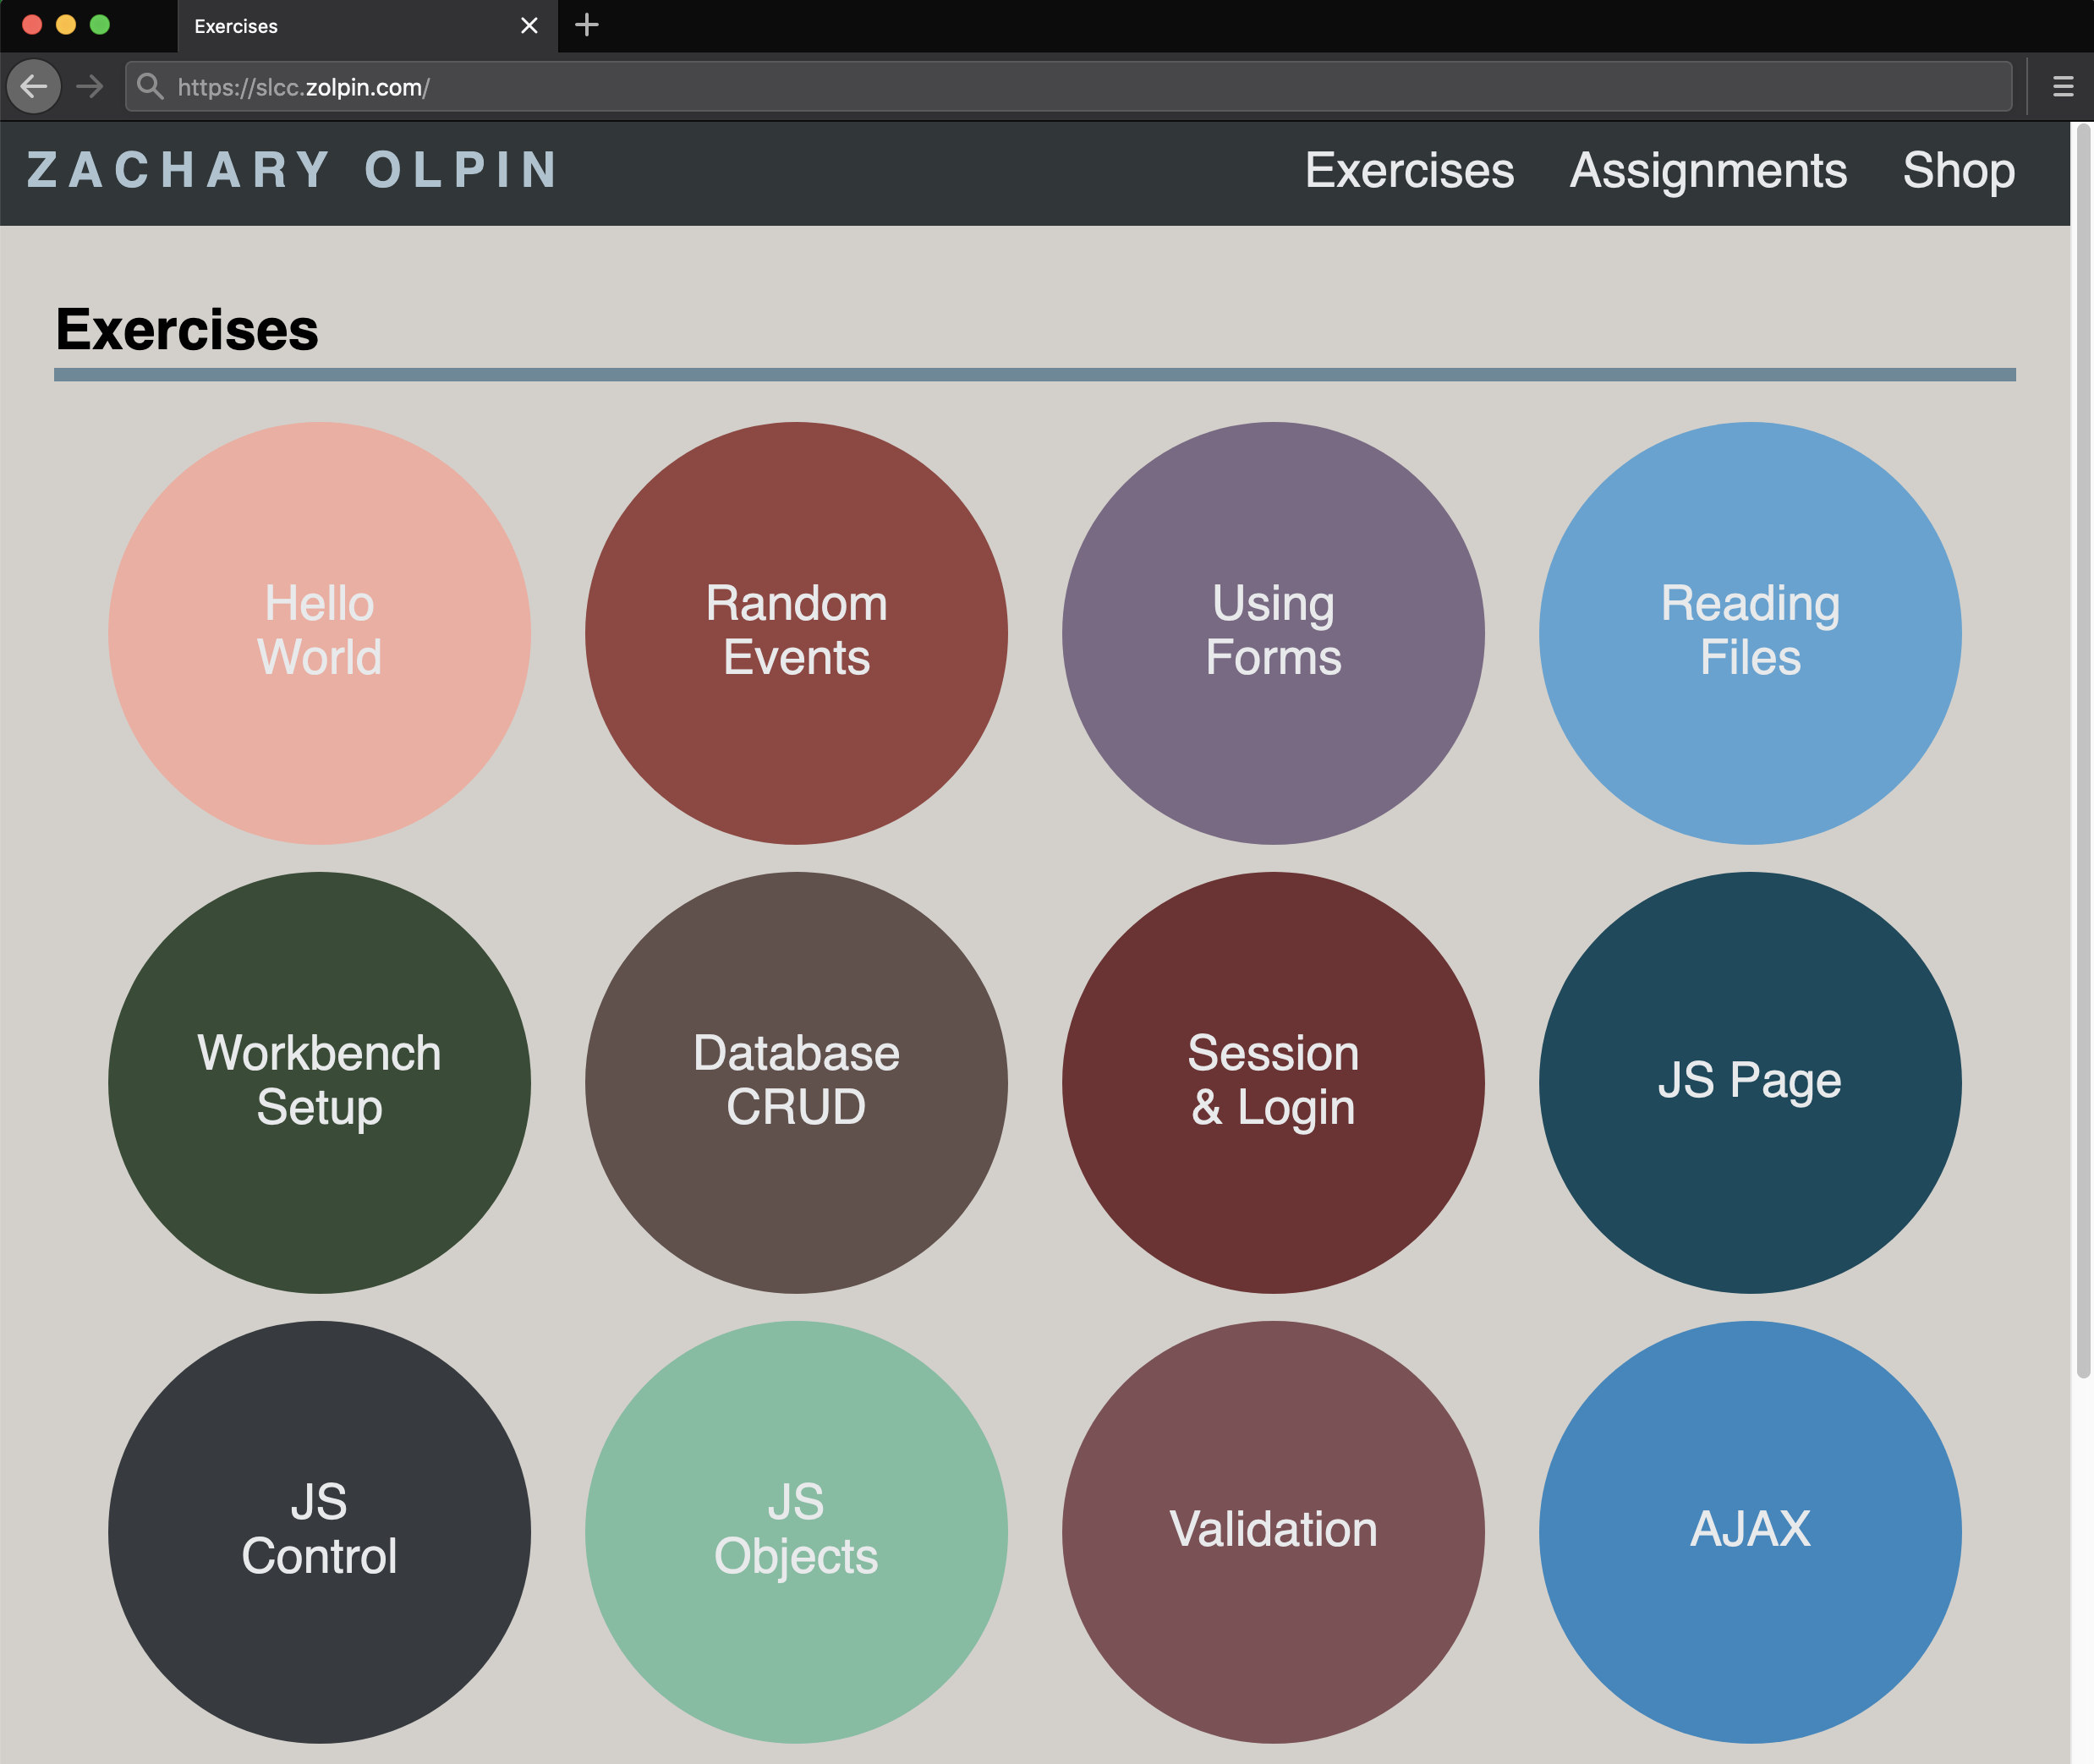 Exercises
https://slcc.zolpin.com/
ZACHARY OLPIN
Exercises Assignments Shop
Exercises
Hello
World
Random
Events
Using
Forms
Reading
Files
Workbench
Setup
Database
CRUD
Session
& Login
JS Page
JS
Control
JS
Objects
Validation
AJAX